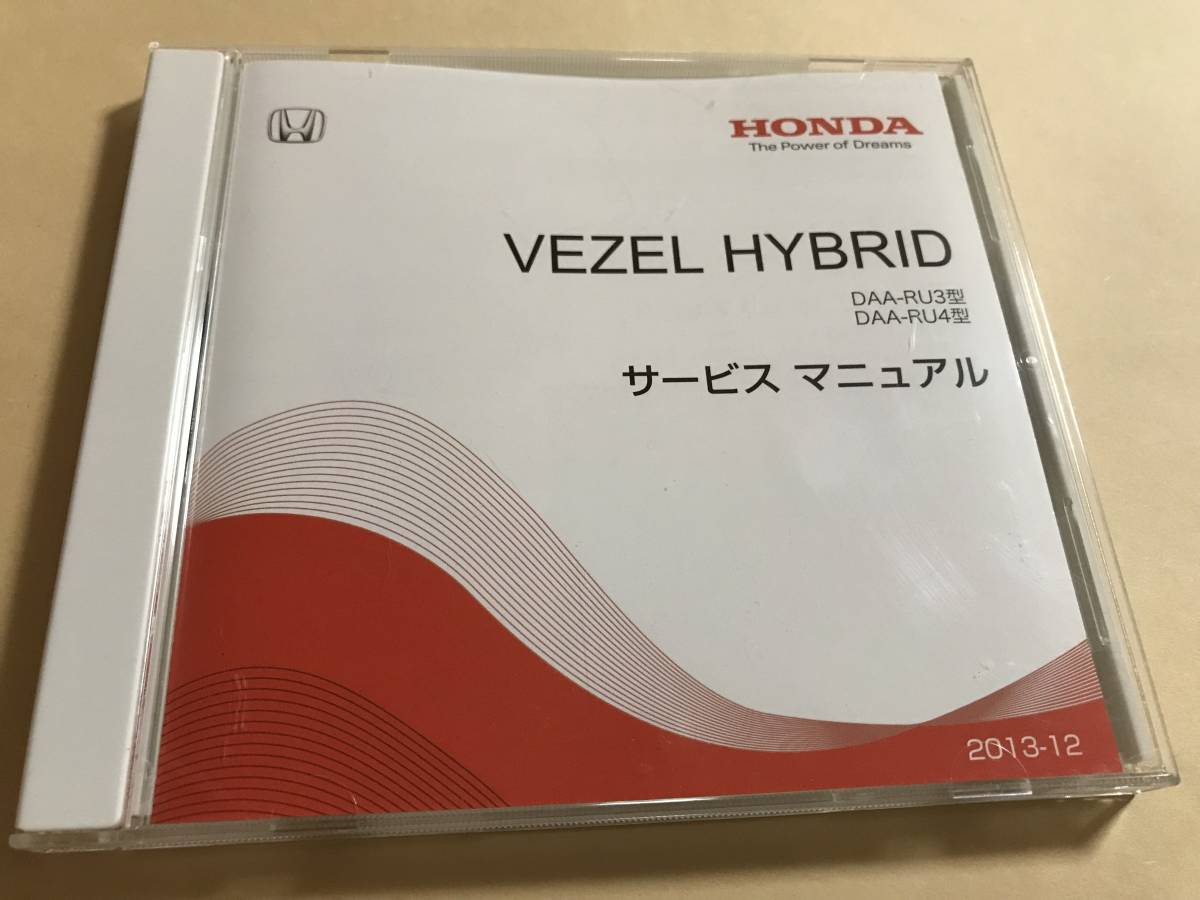 HONDA
The Power of Dreams
VEZEL HYBRID
DAA-RU3型
DAA-RU4型
サービス マニュアル
2013-12